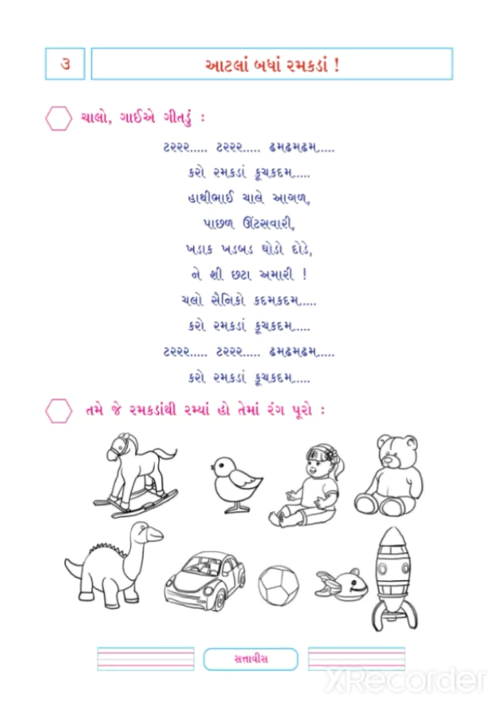 ૩
આટલાં બધાં રમકડાં !
ચાલો, ગાઈએ ગીતડું :
ટરરર..... ટરરર..... ઢમઢમઢમ.....
કરો રમકડાં કૂચકદમ.....
હાથીભાઈ ચાલે આગળ,
પાછળ ઊંટસવારી,
ખડાક ખડબડ ઘોડો દોડે,
ને શી છટા અમારી !
ચલો સૈનિકો કદમકદમ.....
કરો રમકડાં કૂચકદમ.....
ટરરર..... ટરરર..... ઢમઢમઢમ.....
કરો રમકડાં કૂચકદમ.....
તમે જે રમકડાંથી રમ્યાં હો તેમાં રંગ પૂરો :
સત્તાવીસ
XRecorder